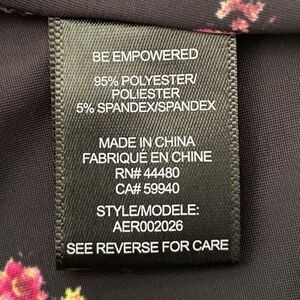 BE EMPOWERED
95% POLYESTER/
POLIESTER
5% SPANDEX/SPANDEX
MADE IN CHINA
FABRIQUÉ EN CHINE
RN# 44480
CA# 59940
STYLE/MODELE:
AER002026
SEE REVERSE FOR CARE